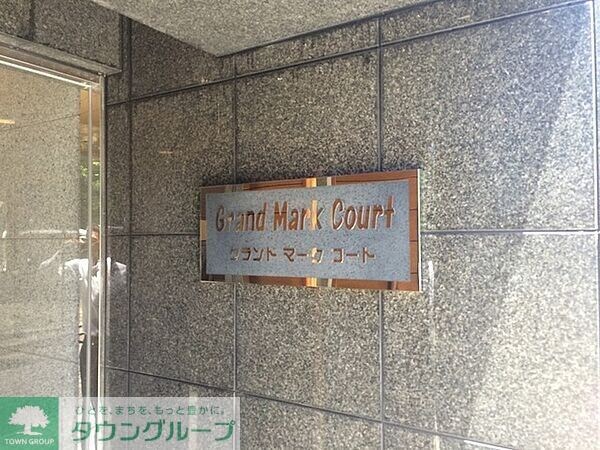 Grand Mark Court
グランド マーク コート
TOWN GROUP
ひとを、まちを、もっと豊かに。
タウングループ